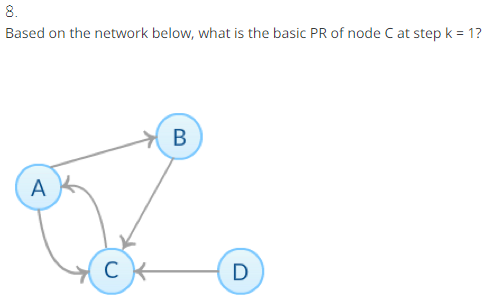 8.
Based on the network below, what is the basic PR of node C at step k = 1?
B
A
C
D